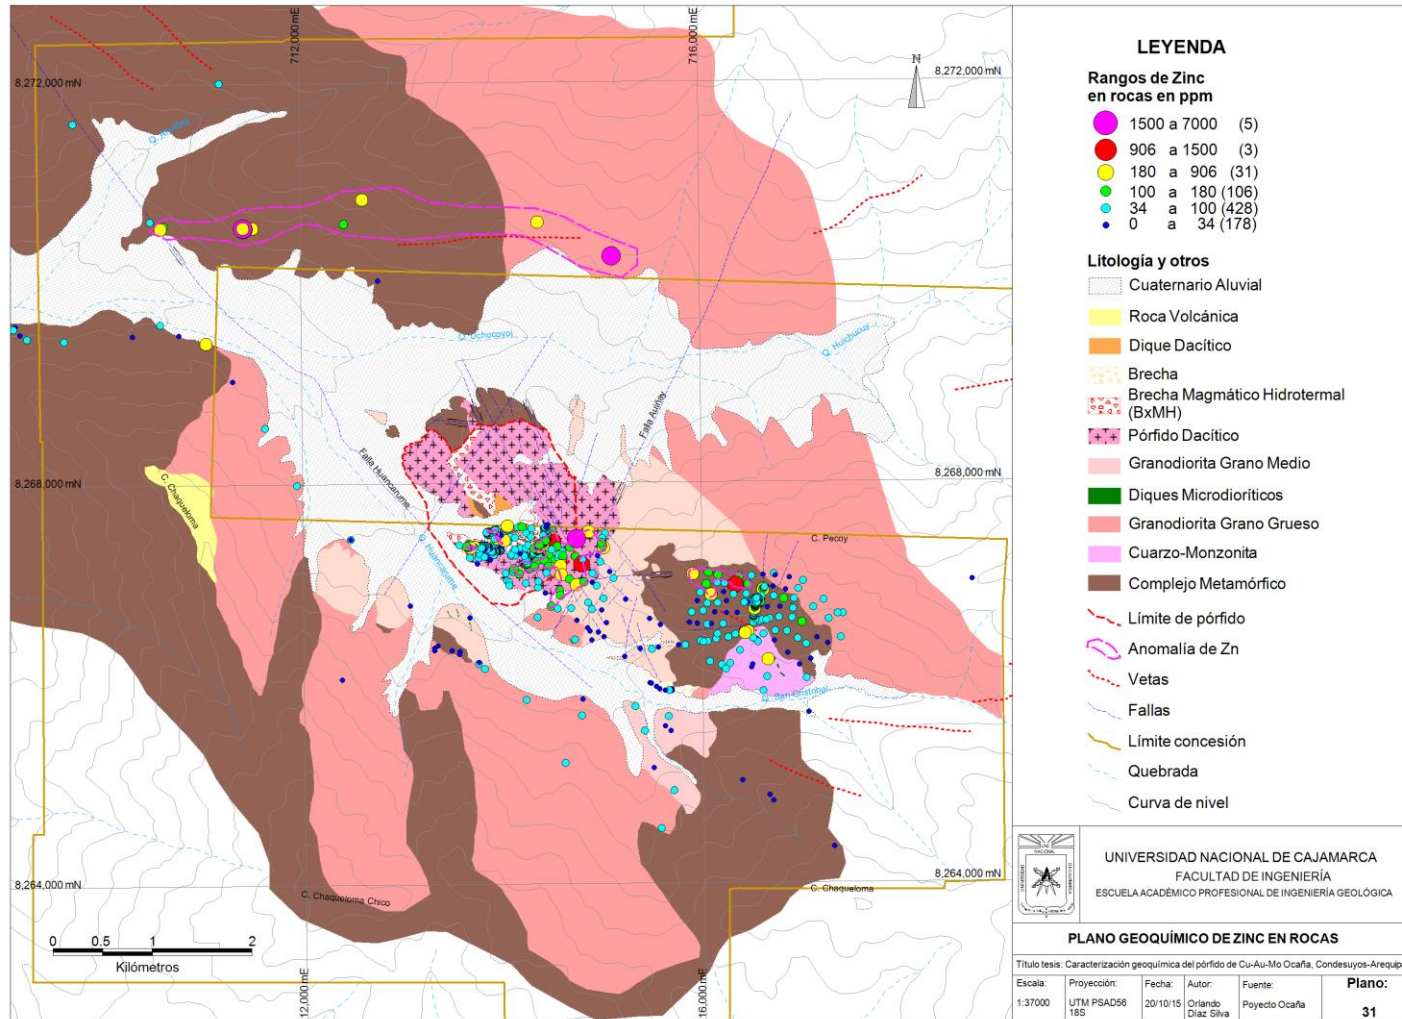 712,000 mE
716,000 mE
8,272,000 mN
8,272,000 mN
N
Q. Ochocoyoj
Q. Huichucuy
Falla Huancarume
Falla Auiñay
8,268,000 mN
8,268,000 mN
C. Chaqueloma
Q. Huancarume
C. Pecoy
Q. San Cristobal
8,264,000 mN
8,264,000 mN
C. Chaqueloma
C. Chaqueloma Chico
0 0.5 1 2
Kilómetros
12,000 mE
16,000 mE
LEYENDA
Rangos de Zinc
en rocas en ppm
1500 a 7000 (5)
906 a 1500 (3)
180 a 906 (31)
100 a 180 (106)
34 a 100 (428)
0 a 34 (178)
Litología y otros
Cuaternario Aluvial
Roca Volcánica
Dique Dacítico
Brecha
Brecha Magmático Hidrotermal
(BxMH)
Pórfido Dacítico
Granodiorita Grano Medio
Diques Microdioríticos
Granodiorita Grano Grueso
Cuarzo-Monzonita
Complejo Metamórfico
Límite de pórfido
Anomalía de Zn
Vetas
Fallas
Límite concesión
Quebrada
Curva de nivel
UNIVERSIDAD NACIONAL DE CAJAMARCA
FACULTAD DE INGENIERÍA
ESCUELA ACADÉMICO PROFESIONAL DE INGENIERÍA GEOLÓGICA
PLANO GEOQUÍMICO DE ZINC EN ROCAS
Título tesis: Caracterización geoquímica del pórfido de Cu-Au-Mo Ocaña, Condesuyos-Arequip
Escala: Proyección: Fecha: Autor: Fuente: Plano:
1:37000 UTM PSAD56 20/10/15 Orlando Poyecto Ocaña
18S Díaz Silva 31